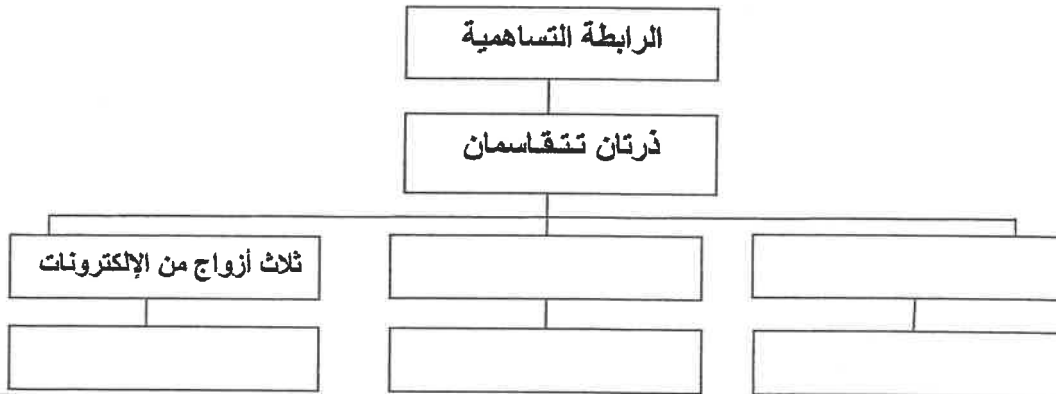 الرابطة التساهمية
ذرتان تتقاسمان
ثلاث أزواج من الإلكترونات